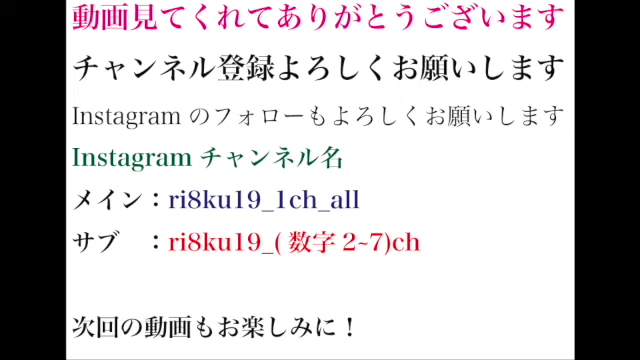 動画見てくれてありがとうございます
チャンネル登録よろしくお願いします
Instagram のフォローもよろしくお願いします
Instagram チャンネル名
メイン：ri8ku19_1ch_all
サブ　：ri8ku19_( 数字 2~7)ch
次回の動画もお楽しみに！